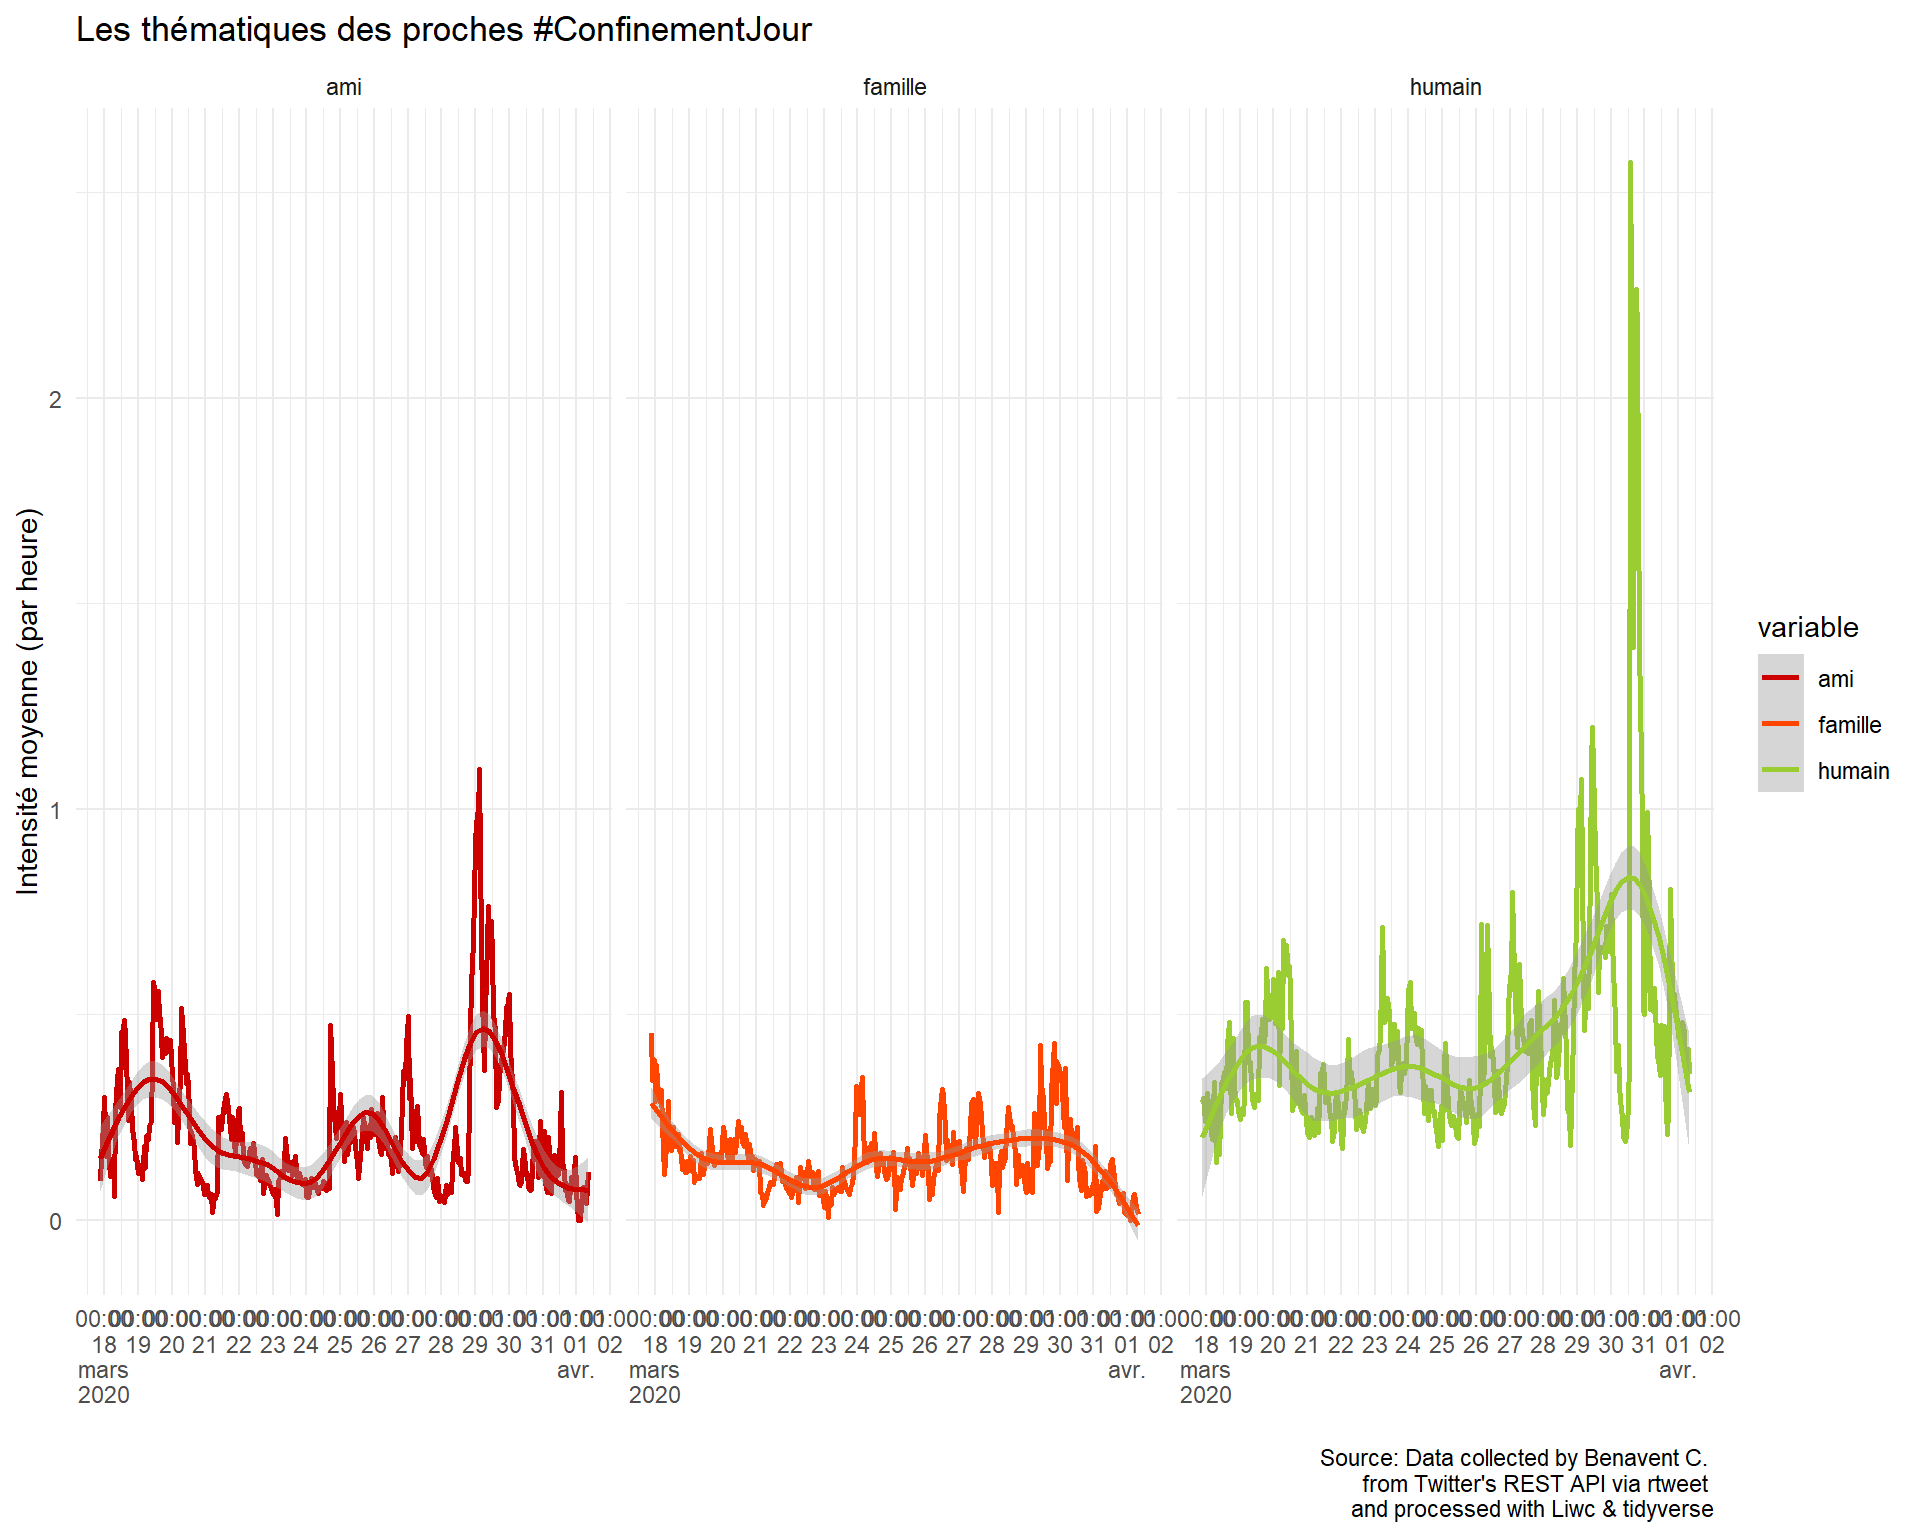 Les thématiques des proches #ConfinementJour
ami famille humain
Intensité moyenne (par heure)
2
1
0
18 19 20 21 22 23 24 25 26 27 28 29 30 31 01 02
mars avr.
2020
18 19 20 21 22 23 24 25 26 27 28 29 30 31 01 02
mars avr.
2020
18 19 20 21 22 23 24 25 26 27 28 29 30 31 01 02
mars avr.
2020
variable
ami
famille
humain
Source: Data collected by Benavent C.
from Twitter's REST API via rtweet
and processed with Liwc & tidyverse